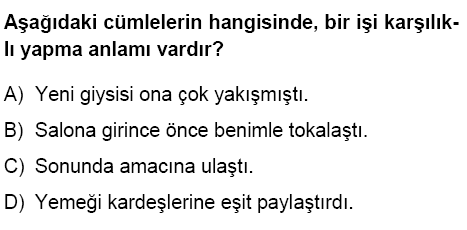 Aşağıdaki cümlelerin hangisinde, bir işi karşılık-
lı yapma anlamı vardır?
A) Yeni giysisi ona çok yakışmıştı.
B) Salona girince önce benimle tokalaştı.
C) Sonunda amacına ulaştı.
D) Yemeği kardeşlerine eşit paylaştırdı.